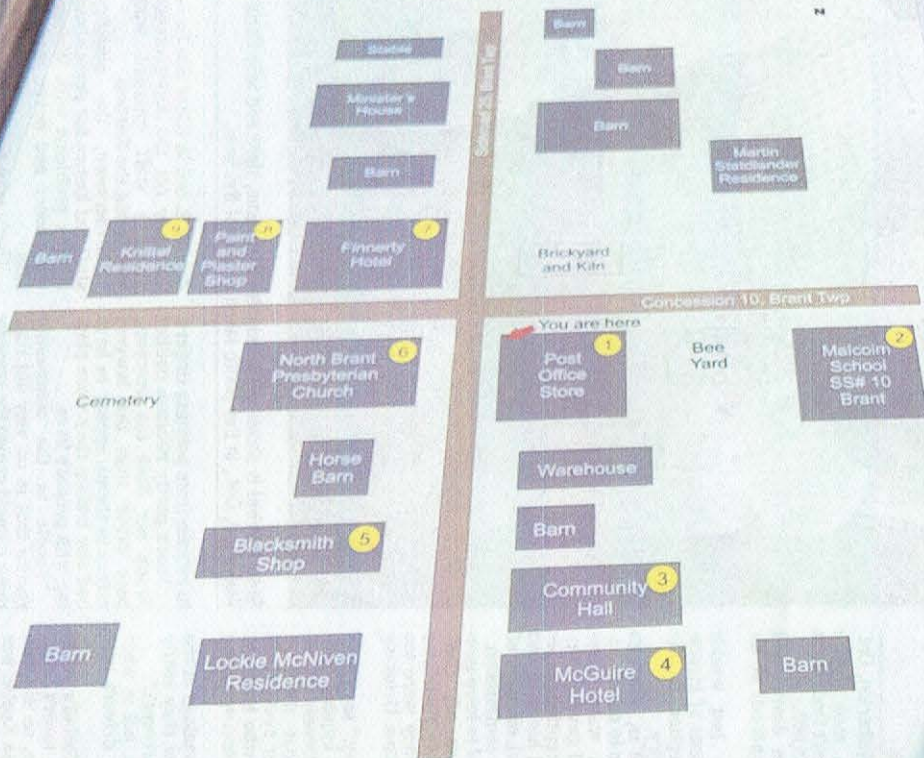 N
Barn
Stable
Barn
Minister's
House
Barn
Sideroad 25, Brant Twp
Martin
Statdlander
Residence
Barn
Barn
9
Knittel
Residence
8
Paint
and
Plaster
Shop
7
Finnerty
Hotel
Brickyard
and Kiln
Concession 10, Brant Twp
You are here
6
North Brant
Presbyterian
Church
1
Post
Office
Store
Bee
Yard
2
Malcolm
School
SS# 10
Brant
Cemetery
Horse
Barn
Warehouse
5
Blacksmith
Shop
Barn
3
Community
Hall
Barn
Lockie McNiven
Residence
4
McGuire
Hotel
Barn